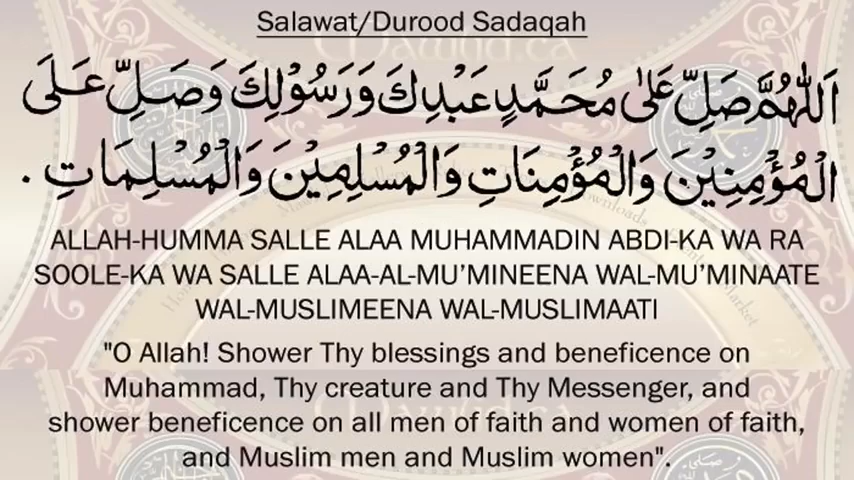 Salawat/Durood Sadaqah
اَللّٰهُمَّ صَلِّ عَلٰى مُحَمَّدٍ عَبْدِكَ وَرَسُوْلِكَ وَصَلِّ عَلَى
الْمُؤْمِنِيْنَ وَالْمُؤْمِنَاتِ وَالْمُسْلِمِيْنَ وَالْمُسْلِمَاتِ .
ALLAH-HUMMA SALLE ALAA MUHAMMADIN ABDI-KA WA RA
SOOLE-KA WA SALLE ALAA-AL-MU’MINEENA WAL-MU’MINAATE
WAL-MUSLIMEENA WAL-MUSLIMAATI
"O Allah! Shower Thy blessings and beneficence on
Muhammad, Thy creature and Thy Messenger, and
shower beneficence on all men of faith and women of faith,
and Muslim men and Muslim women".